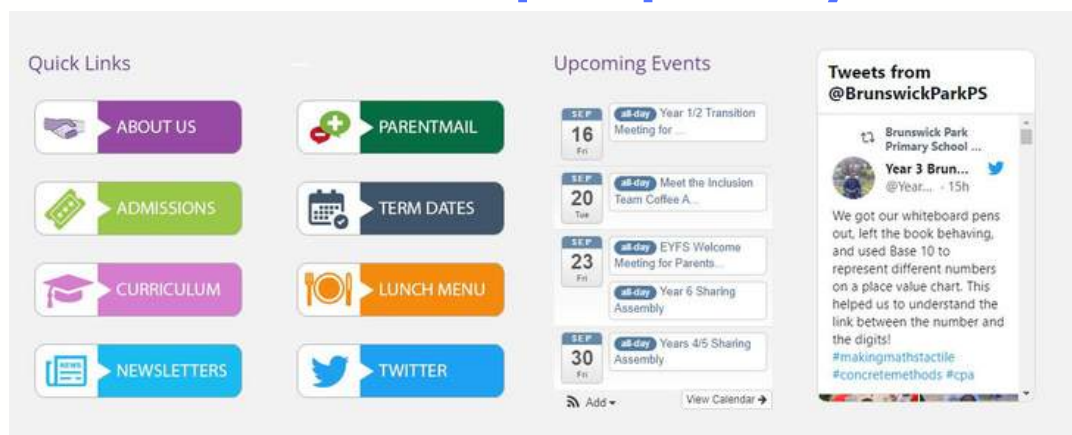 Quick Links
ABOUT US
PARENTMAIL
ADMISSIONS
TERM DATES
CURRICULUM
LUNCH MENU
NEWS
NEWSLETTERS
TWITTER
Upcoming Events
SEP
16
Fri
all-day Year 1/2 Transition
Meeting for ...
SEP
20
Tue
all-day Meet the Inclusion
Team Coffee A...
SEP
23
Fri
all-day EYFS Welcome
Meeting for Parents...
all-day Year 6 Sharing
Assembly
SEP
30
Fri
all-day Years 4/5 Sharing
Assembly
Add
View Calendar
Tweets from
@BrunswickParkPS
Brunswick Park
Primary School ...
Year 3 Brun...
@Year... · 15h
We got our whiteboard pens
out, left the book behaving,
and used Base 10 to
represent different numbers
on a place value chart. This
helped us to understand the
link between the number and
the digits!
#makingmathstactile
#concretemethods #cpa